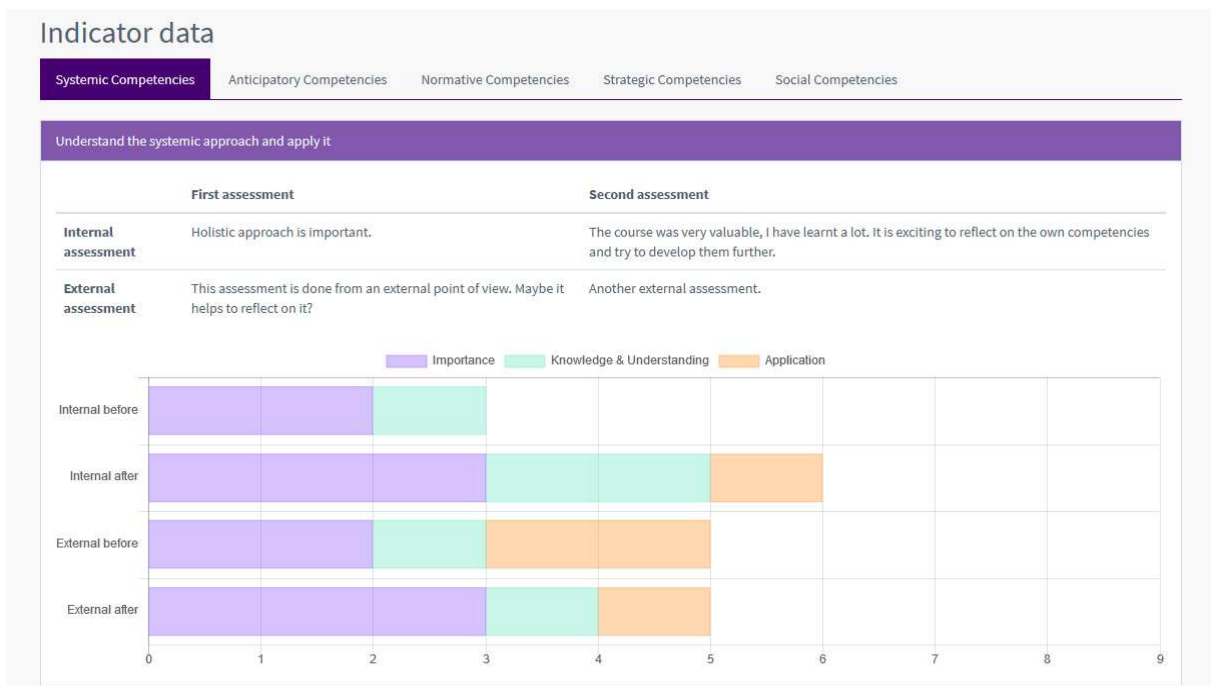 Indicator data
Systemic Competencies Anticipatory Competencies Normative Competencies Strategic Competencies Social Competencies
Understand the systemic approach and apply it
First assessment Second assessment
Internal assessment
Holistic approach is important.
The course was very valuable, I have learnt a lot. It is exciting to reflect on the own competencies
and try to develop them further.
External assessment
This assessment is done from an external point of view. Maybe it
helps to reflect on it?
Another external assessment.
Importance Knowledge & Understanding Application
Internal before
Internal after
External before
External after
0 1 2 3 4 5 6 7 8 9